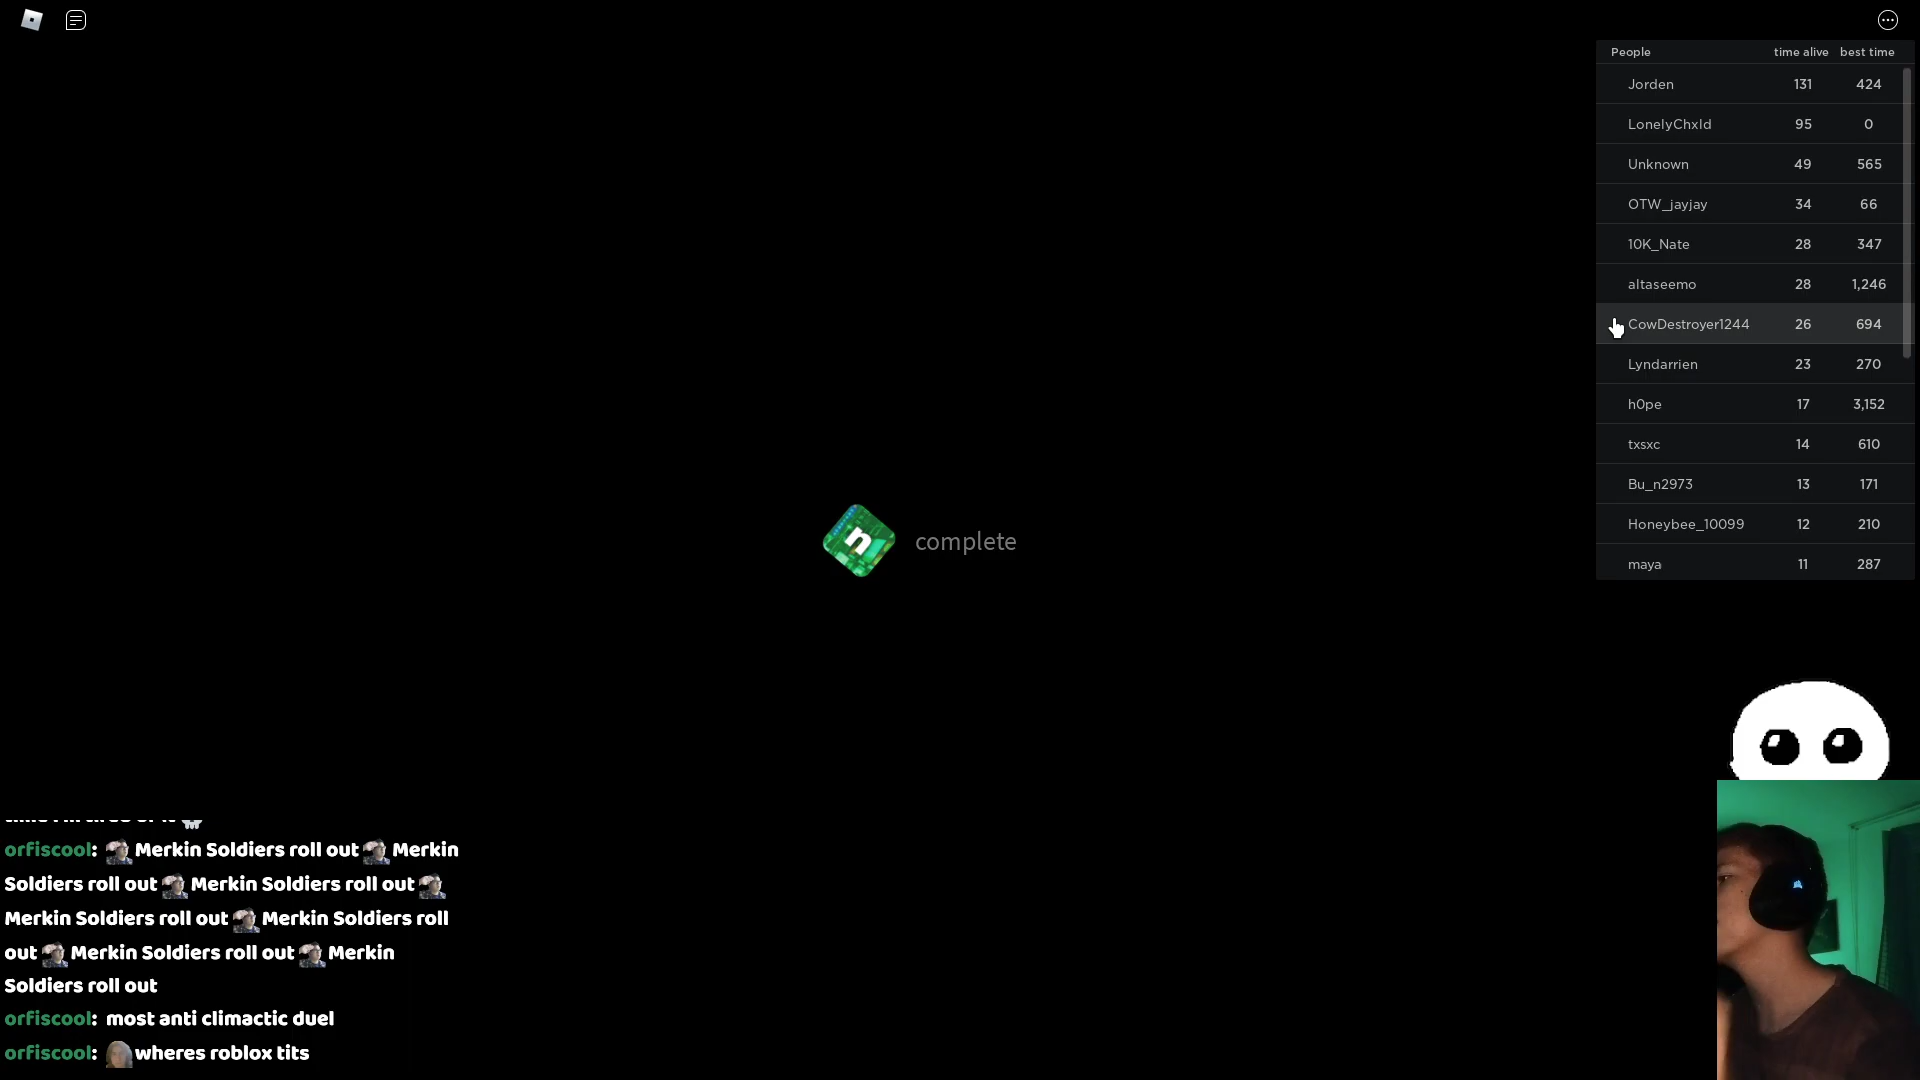 People time alive best time
Jorden 131 424
LonelyChxld 95 0
Unknown 49 565
OTW_jayjay 34 66
10K_Nate 28 347
altaseemo 28 1,246
CowDestroyer1244 26 694
Lyndarrien 23 270
h0pe 17 3,152
txsxc 14 610
Bu_n2973 13 171
Honeybee_10099 12 210
maya 11 287
n complete
orfiscool: Merkin Soldiers roll out Merkin
Soldiers roll out Merkin Soldiers roll out
Merkin Soldiers roll out Merkin Soldiers roll
out Merkin Soldiers roll out Merkin
Soldiers roll out
orfiscool: most anti climactic duel
orfiscool: wheres roblox tits